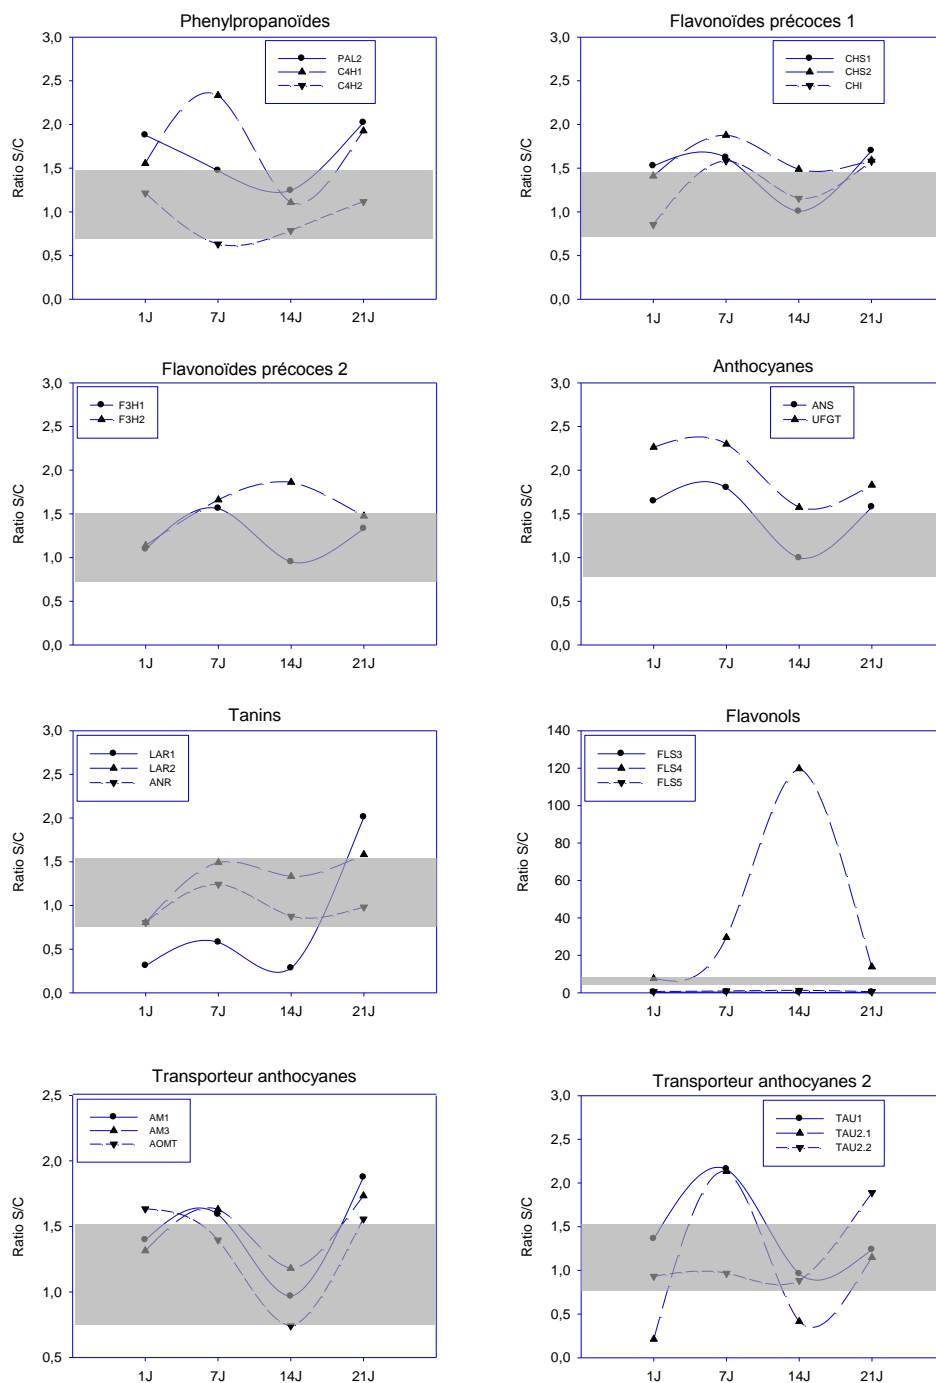 Phenylpropanoïdes
3,0
2,5
2,0
1,5
1,0
0,5
0,0
Ratio S/C
PAL2
C4H1
C4H2
1J 7J 14J 21J
Flavonoïdes précoces 1
3,0
2,5
2,0
1,5
1,0
0,5
0,0
Ratio S/C
CHS1
CHS2
CHI
1J 7J 14J 21J
Flavonoïdes précoces 2
3,0
2,5
2,0
1,5
1,0
0,5
0,0
Ratio S/C
F3H1
F3H2
1J 7J 14J 21J
Anthocyanes
3,0
2,5
2,0
1,5
1,0
0,5
0,0
Ratio S/C
ANS
UFGT
1J 7J 14J 21J
Tanins
3,0
2,5
2,0
1,5
1,0
0,5
0,0
Ratio S/C
LAR1
LAR2
ANR
1J 7J 14J 21J
Flavonols
140
120
100
80
60
40
20
0
Ratio S/C
FLS3
FLS4
FLS5
1J 7J 14J 21J
Transporteur anthocyanes
2,5
2,0
1,5
1,0
0,5
Ratio S/C
AM1
AM3
AOMT
1J 7J 14J 21J
Transporteur anthocyanes 2
3,0
2,5
2,0
1,5
1,0
0,5
0,0
Ratio S/C
TAU1
TAU2.1
TAU2.2
1J 7J 14J 21J